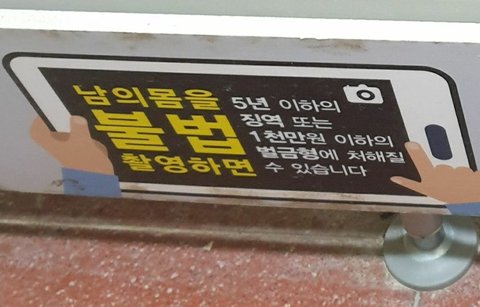 남의몸을
불법
촬영하면
5년 이하의
징역 또는
1천만원 이하의
벌금형에 처해질
수 있습니다